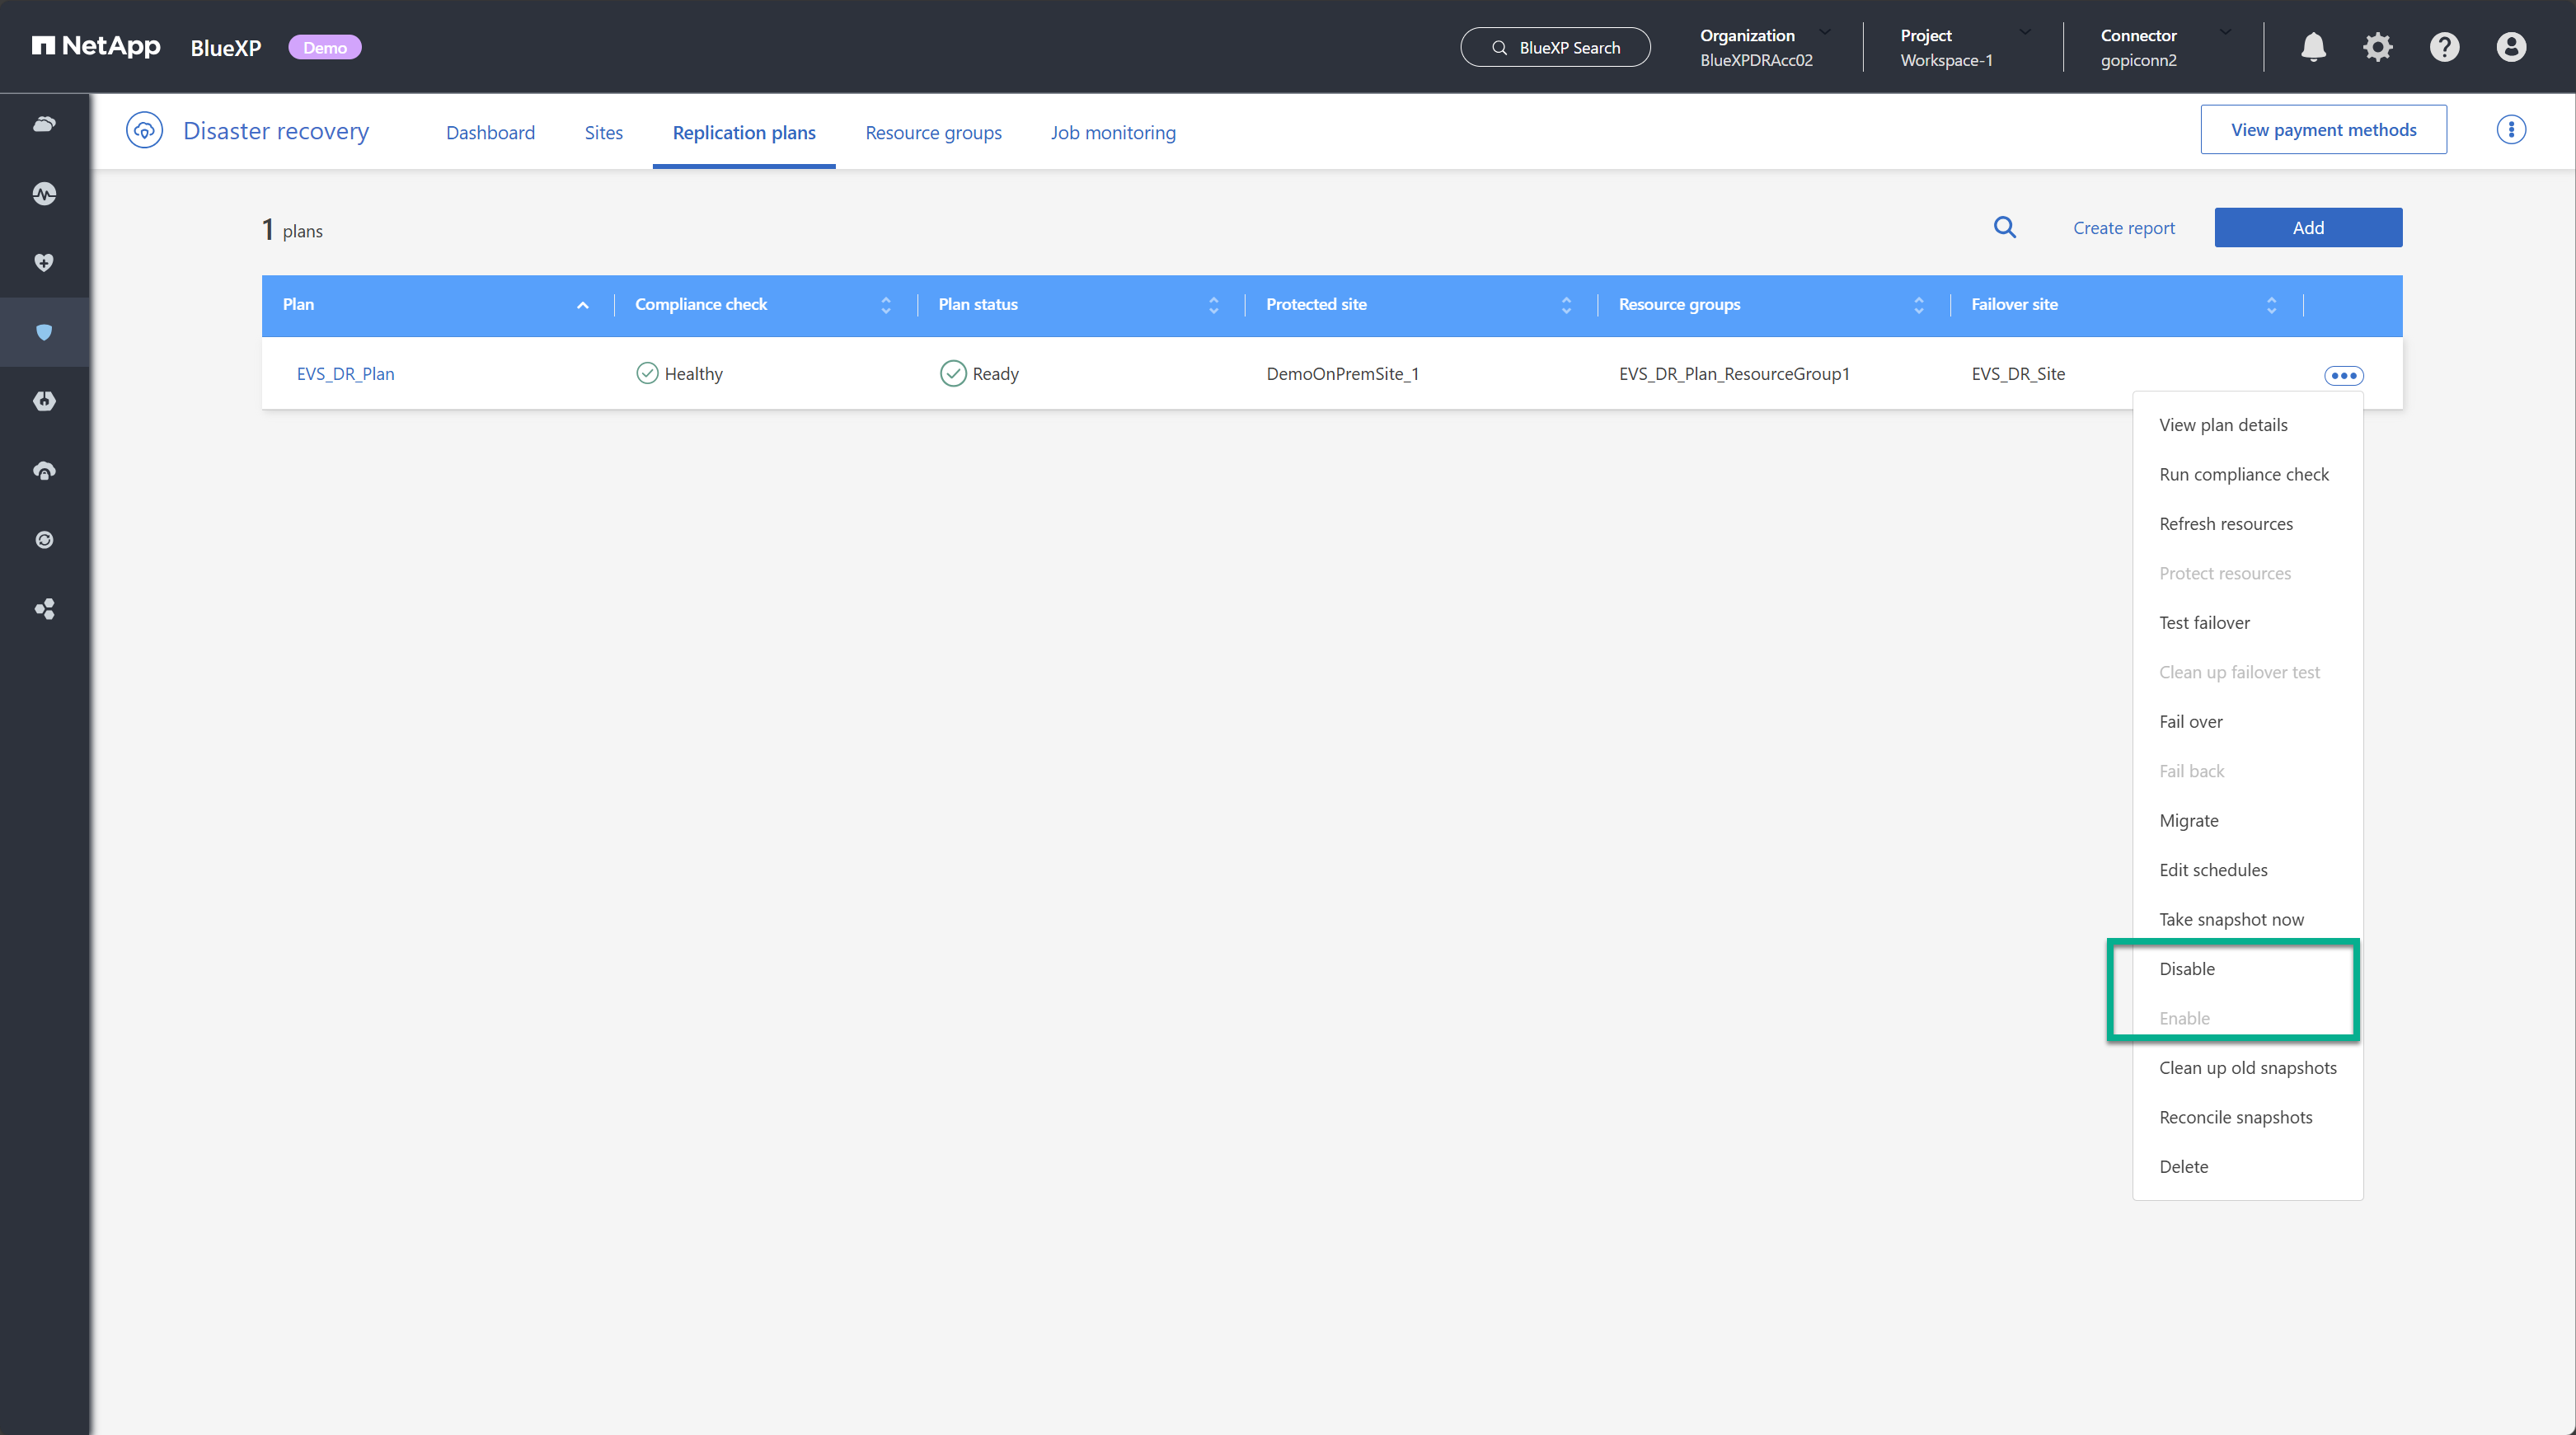 NetApp BlueXP Demo
BlueXP Search
Organization
BlueXPDRAcc02
Project
Workspace-1
Connector
gopiconn2
Disaster recovery Dashboard Sites Replication plans Resource groups Job monitoring View payment methods
1 plans Create report Add
Plan Compliance check Plan status Protected site Resource groups Failover site
EVS_DR_Plan Healthy Ready DemoOnPremSite_1 EVS_DR_Plan_ResourceGroup1 EVS_DR_Site
View plan details
Run compliance check
Refresh resources
Protect resources
Test failover
Clean up failover test
Fail over
Fail back
Migrate
Edit schedules
Take snapshot now
Disable
Enable
Clean up old snapshots
Reconcile snapshots
Delete